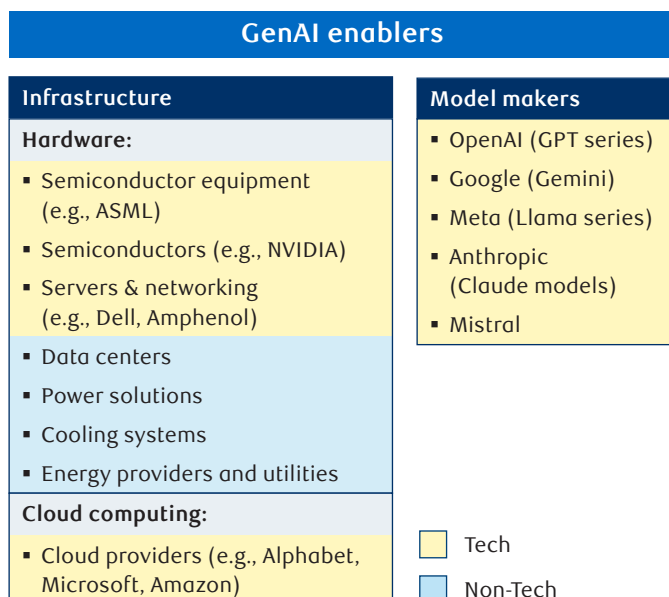 GenAI enablers
Infrastructure
Hardware:
▪ Semiconductor equipment
(e.g., ASML)
▪ Semiconductors (e.g., NVIDIA)
▪ Servers & networking
(e.g., Dell, Amphenol)
▪ Data centers
▪ Power solutions
▪ Cooling systems
▪ Energy providers and utilities
Cloud computing:
▪ Cloud providers (e.g., Alphabet,
Microsoft, Amazon)
Model makers
▪ OpenAI (GPT series)
▪ Google (Gemini)
▪ Meta (Llama series)
▪ Anthropic
(Claude models)
▪ Mistral
Tech
Non-Tech